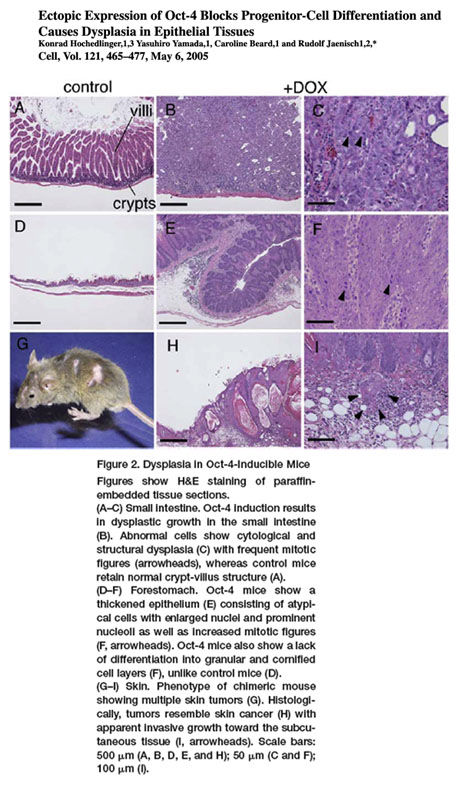 Ectopic Expression of Oct-4 Blocks Progenitor-Cell Differentiation and
Causes Dysplasia in Epithelial Tissues
Konrad Hochedlinger,1,3 Yasuhiro Yamada,1, Caroline Beard,1 and Rudolf Jaenisch1,2,*
Cell, Vol. 121, 465–477, May 6, 2005
control
+DOX
A
villi
crypts
B
C
D
E
F
G
H
I
Figure 2. Dysplasia in Oct-4-Inducible Mice
Figures show H&E staining of paraffin-
embedded tissue sections.
(A–C) Small intestine. Oct-4 induction results
in dysplastic growth in the small intestine
(B). Abnormal cells show cytological and
structural dysplasia (C) with frequent mitotic
figures (arrowheads), whereas control mice
retain normal crypt-villus structure (A).
(D–F) Forestomach. Oct-4 mice show a
thickened epithelium (E) consisting of atypi-
cal cells with enlarged nuclei and prominent
nucleoli as well as increased mitotic figures
(F, arrowheads). Oct-4 mice also show a lack
of differentiation into granular and cornified
cell layers (F), unlike control mice (D).
(G–I) Skin. Phenotype of chimeric mouse
showing multiple skin tumors (G). Histologi-
cally, tumors resemble skin cancer (H) with
apparent invasive growth toward the subcu-
taneous tissue (I, arrowheads). Scale bars:
500 μm (A, B, D, E, and H); 50 μm (C and F);
100 μm (I).